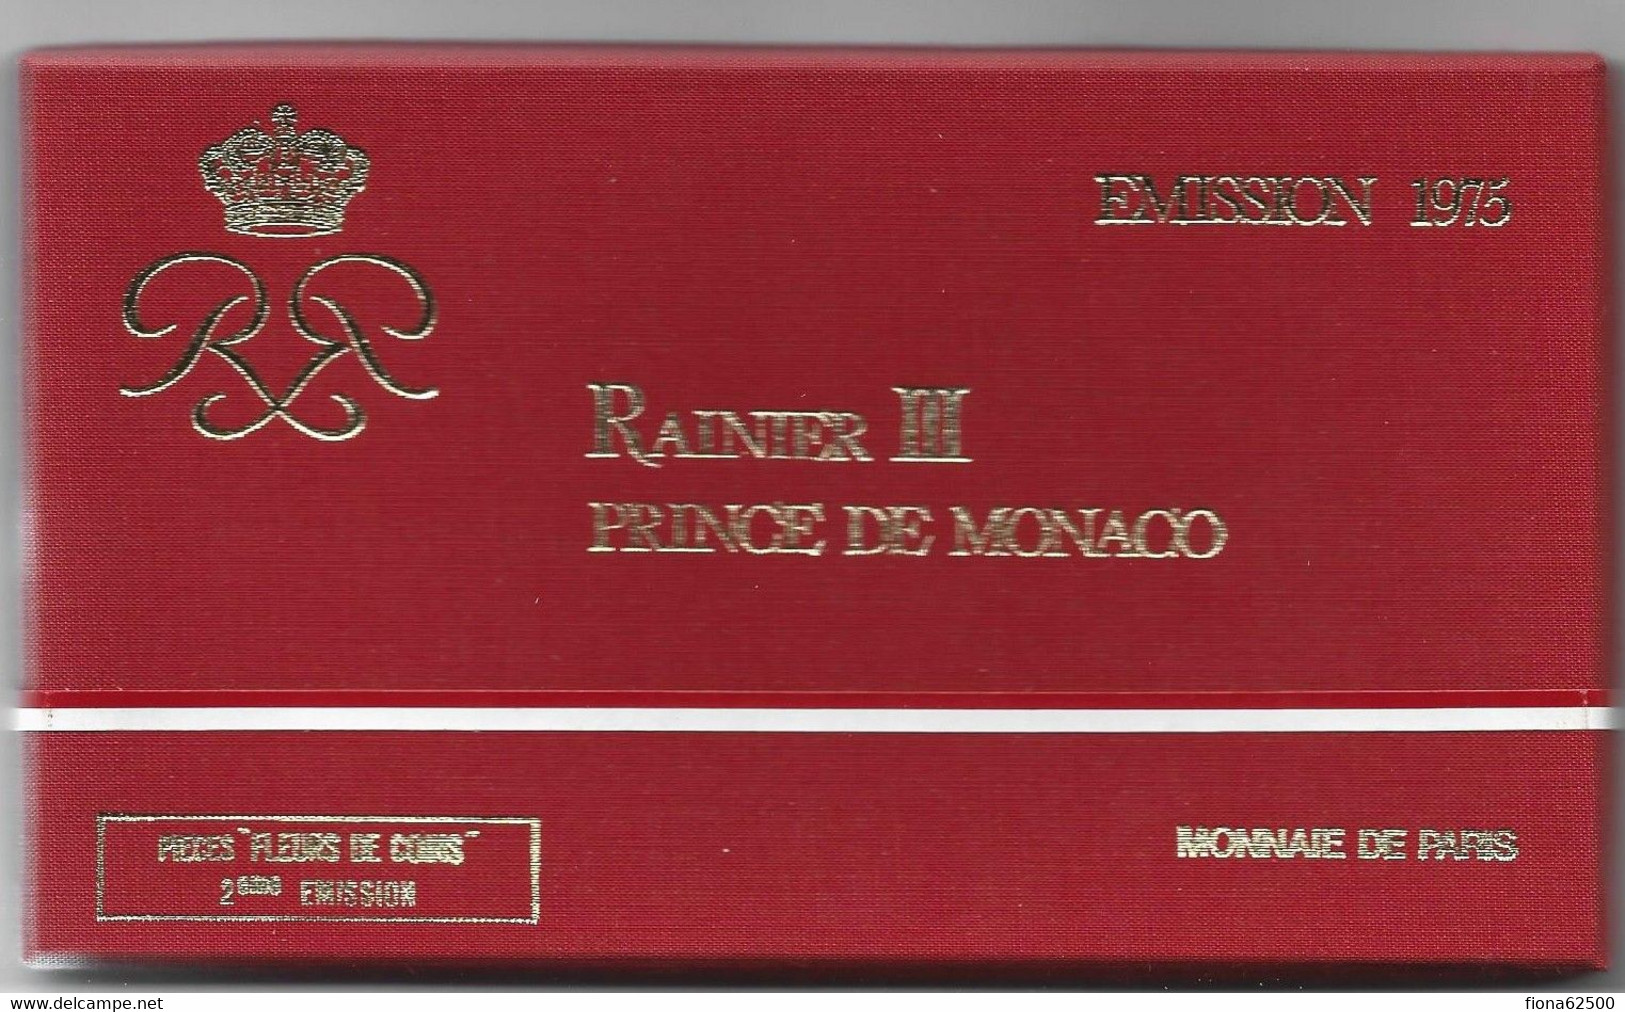 EMISSION 1975
RAINIER III
PRINCE DE MONACO
PIECES "FLEURS DE COINS"
2ème EMISSION
MONNAIE DE PARIS
www.delcampe.net
fiona62500